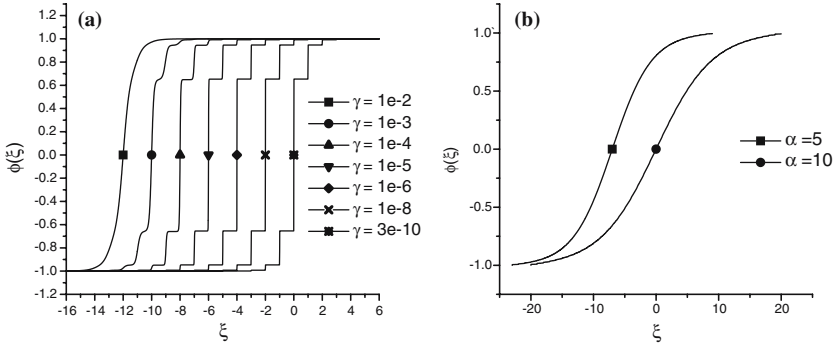 (a)
1.2
1.0
0.8
0.6
0.4
0.2
0.0
-0.2
-0.4
-0.6
-0.8
-1.0
1.2
ϕ(ξ)
-16 -14 -12 -10 -8 -6 -4 -2 0 2 4 6
ξ
γ = 1e-2
γ = 1e-3
γ = 1e-4
γ = 1e-5
γ = 1e-6
γ = 1e-8
γ = 3e-10
(b)
1.0`
0.5
0.0
-0.5
-1.0
ϕ(ξ)
-20 -10 0 10 20
ξ
α =5
α =10